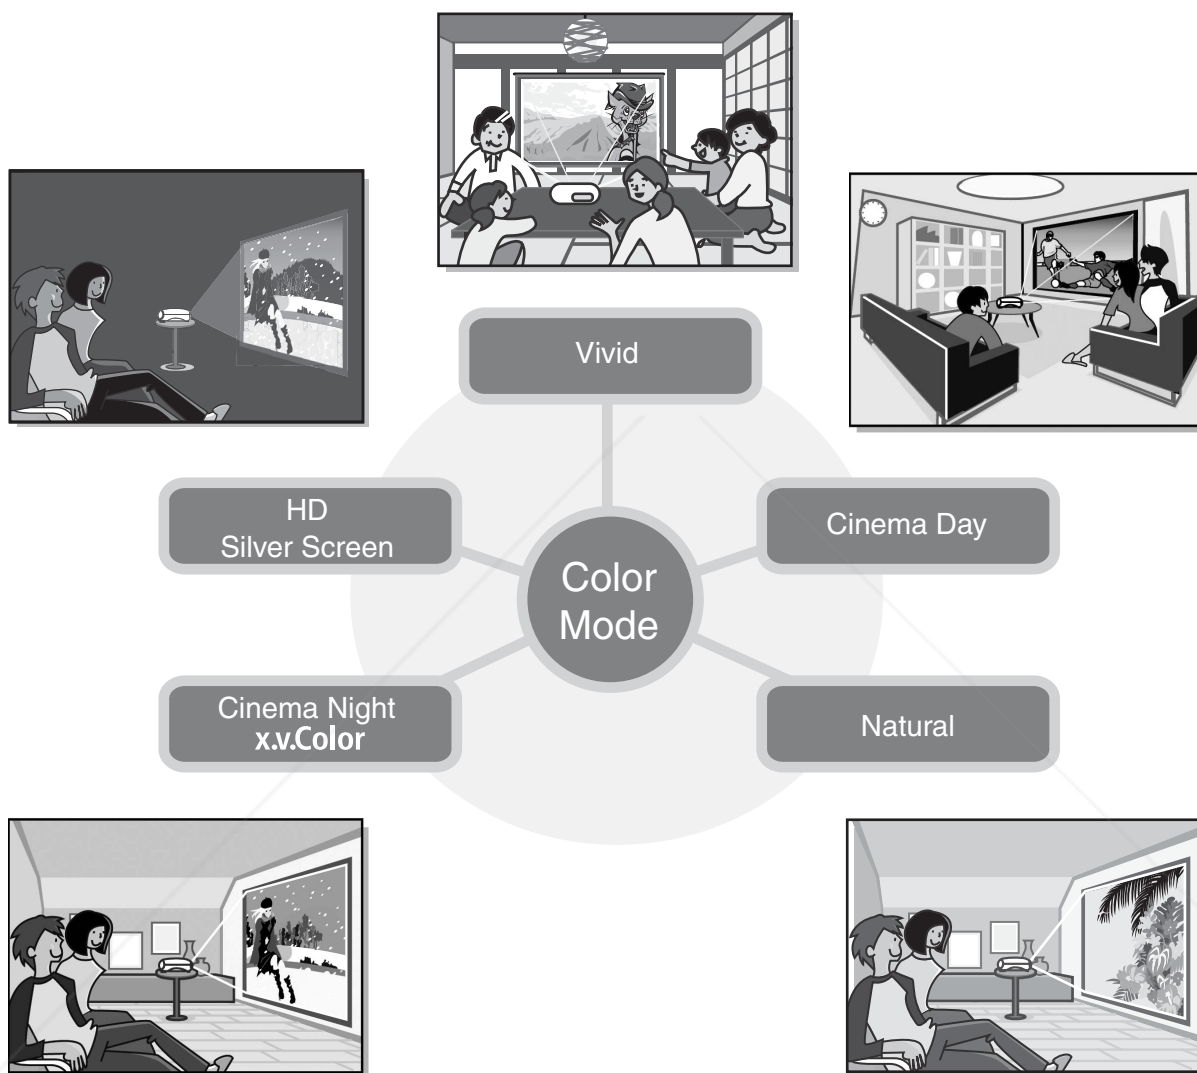 Vivid
HD
Silver Screen
Cinema Day
Color
Mode
Cinema Night
x.v.Color
Natural